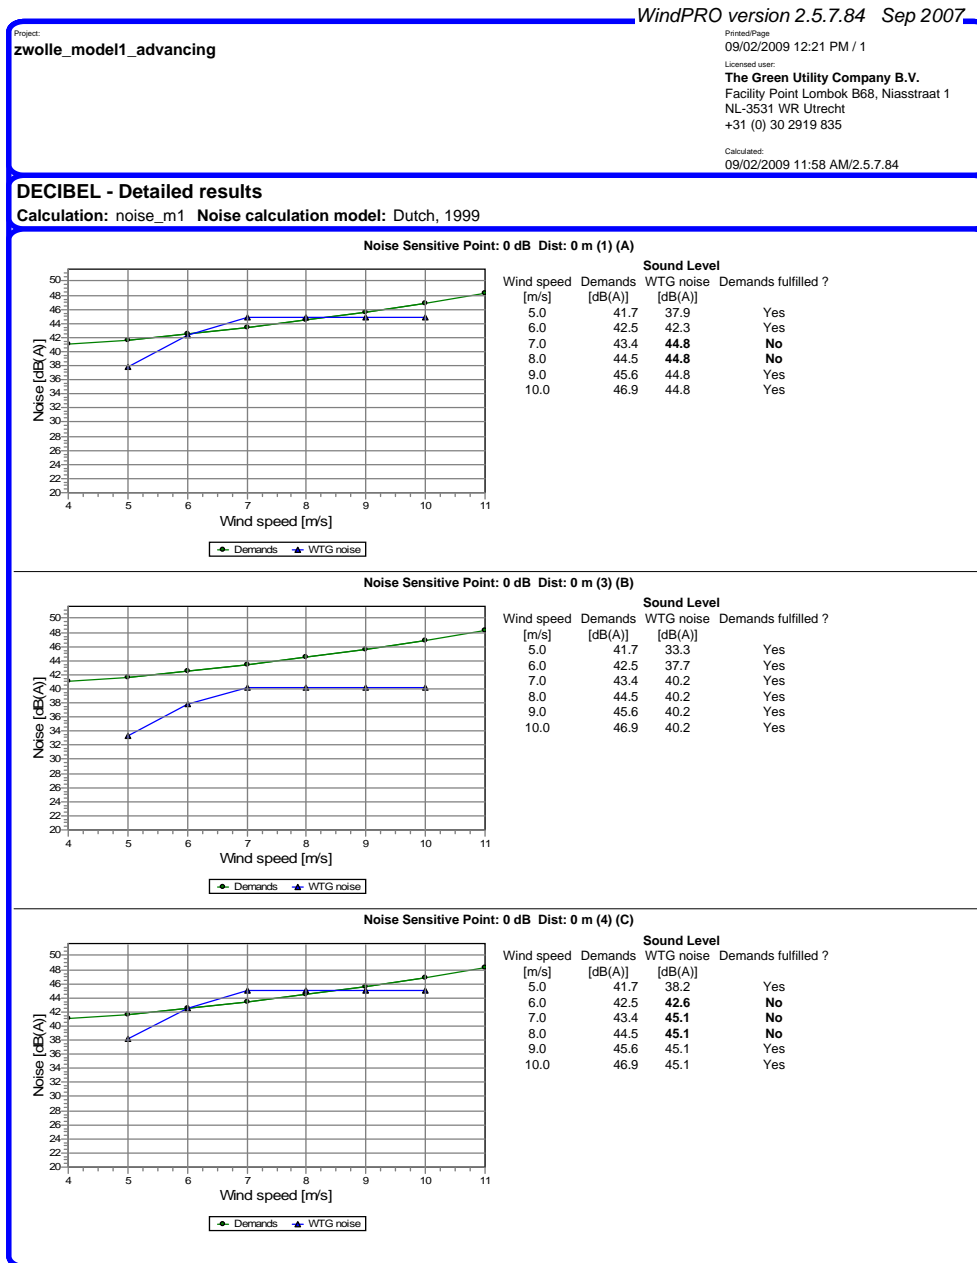 WindPRO version 2.5.7.84 Sep 2007
Project:
zwolle_model1_advancing
Printed/Page
09/02/2009 12:21 PM / 1
Licensed user:
The Green Utility Company B.V.
Facility Point Lombok B68, Niasstraat 1
NL-3531 WR Utrecht
+31 (0) 30 2919 835
Calculated:
09/02/2009 11:58 AM/2.5.7.84
DECIBEL - Detailed results
Calculation: noise_m1 Noise calculation model: Dutch, 1999
Noise Sensitive Point: 0 dB Dist: 0 m (1) (A)
Noise [dB(A)]
50
48
46
44
42
40
38
36
34
32
30
28
26
24
22
20
4 5 6 7 8 9 10 11
Wind speed [m/s]
Demands WTG noise
Sound Level
Wind speed Demands WTG noise Demands fulfilled ?
[m/s] [dB(A)] [dB(A)]
5.0 41.7 37.9 Yes
6.0 42.5 42.3 Yes
7.0 43.4 44.8 No
8.0 44.5 44.8 No
9.0 45.6 44.8 Yes
10.0 46.9 44.8 Yes
Noise Sensitive Point: 0 dB Dist: 0 m (3) (B)
Noise [dB(A)]
50
48
46
44
42
40
38
36
34
32
30
28
26
24
22
20
4 5 6 7 8 9 10 11
Wind speed [m/s]
Demands WTG noise
Sound Level
Wind speed Demands WTG noise Demands fulfilled ?
[m/s] [dB(A)] [dB(A)]
5.0 41.7 33.3 Yes
6.0 42.5 37.7 Yes
7.0 43.4 40.2 Yes
8.0 44.5 40.2 Yes
9.0 45.6 40.2 Yes
10.0 46.9 40.2 Yes
Noise Sensitive Point: 0 dB Dist: 0 m (4) (C)
Noise [dB(A)]
50
48
46
44
42
40
38
36
34
32
30
28
26
24
22
20
4 5 6 7 8 9 10 11
Wind speed [m/s]
Demands WTG noise
Sound Level
Wind speed Demands WTG noise Demands fulfilled ?
[m/s] [dB(A)] [dB(A)]
5.0 41.7 38.2 Yes
6.0 42.5 42.6 No
7.0 43.4 45.1 No
8.0 44.5 45.1 No
9.0 45.6 45.1 Yes
10.0 46.9 45.1 Yes